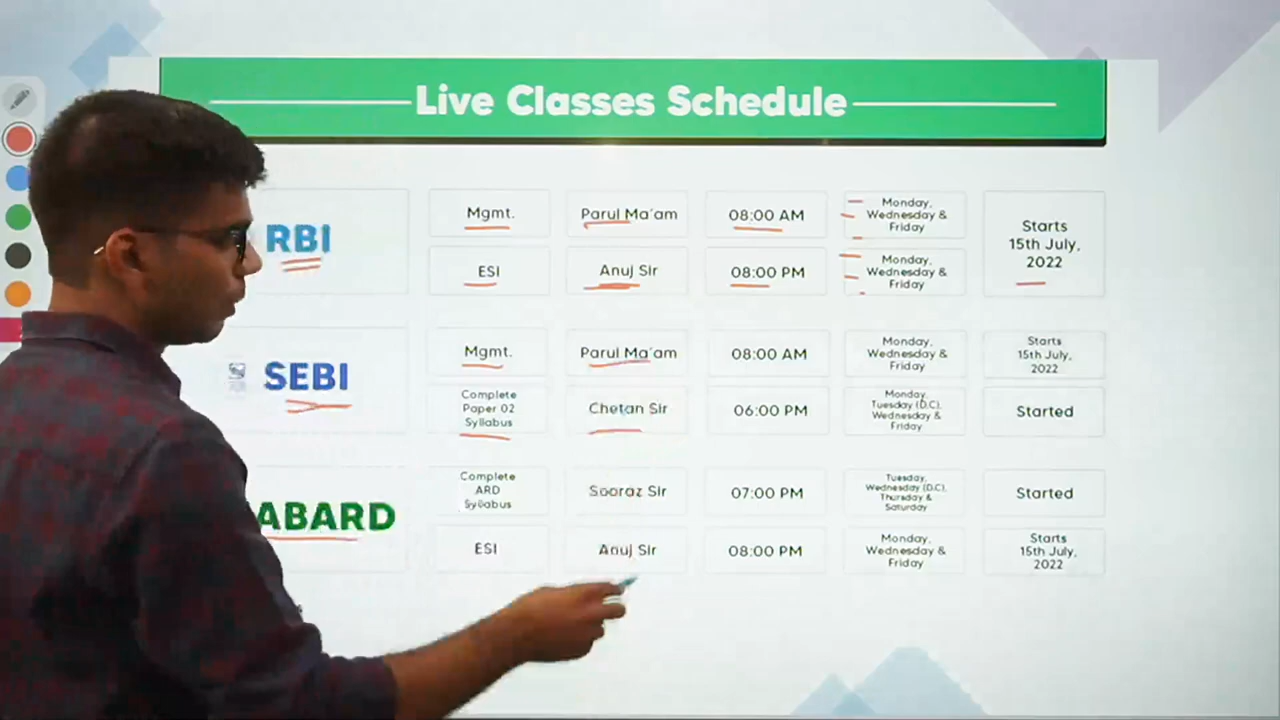 Live Classes Schedule
RBI
Mgmt.
Parul Ma'am
08:00 AM
Monday,
Wednesday &
Friday
Starts
15th July,
2022
ESI
Anuj Sir
08:00 PM
Monday,
Wednesday &
Friday
SEBI
Mgmt.
Parul Ma'am
08:00 AM
Monday,
Wednesday &
Friday
Starts
15th July,
2022
Complete
Paper 02
Syllabus
Chetan Sir
06:00 PM
Monday,
Tuesday (D.C),
Wednesday &
Friday
Started
ABARD
Complete
ARD
Syllabus
Sooraz Sir
07:00 PM
Tuesday,
Wednesday (D.C),
Thursday &
Saturday
Started
ESI
Anuj Sir
08:00 PM
Monday,
Wednesday &
Friday
Starts
15th July,
2022